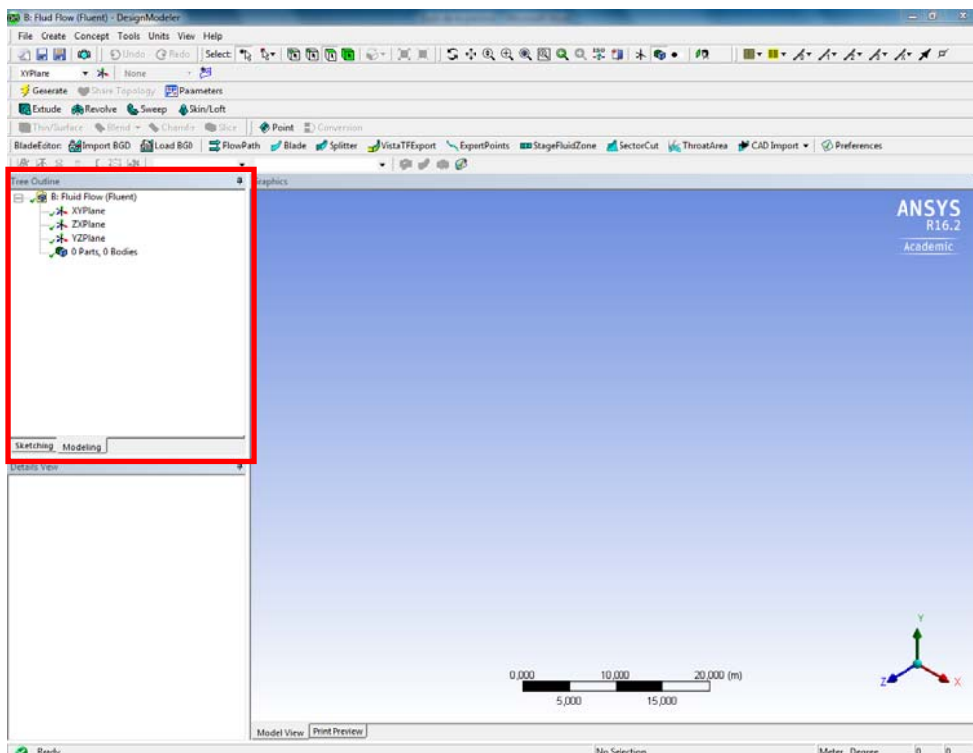 B: Flud Flow (Fluent) - DesignModeler
File Create Concept Tools Units View Help
Undo Redo Select:
XYPlane None
Generate Share Topology Parameters
Extrude Revolve Sweep Skin/Loft
Thin/Surface Blend Chamfer Slice Point Conversion
BladeEditor: Import BGD Load BGD FlowPath Blade Splitter VistaTFExport ExportPoints StageFluidZone SectorCut ThroatArea CAD Import Preferences
Tree Outline
Graphics
B: Fluid Flow (Fluent)
XYPlane
ZXPlane
YZPlane
0 Parts, 0 Bodies
ANSYS
R16.2
Academic
Sketching Modeling
Details View
Y
Z
X
0,000 10,000 20,000 (m)
5,000 15,000
Model View Print Preview
Ready No Selection Meter Degree 0 0